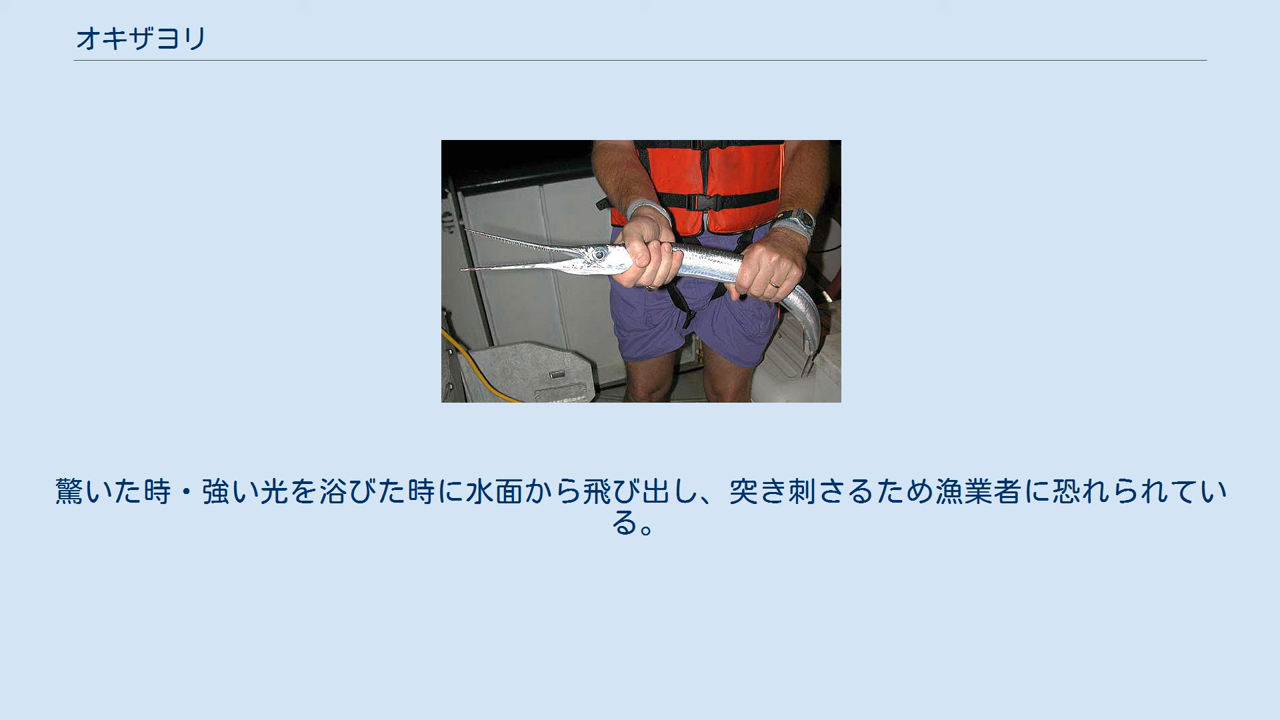 オキザヨリ
驚いた時・強い光を浴びた時に水面から飛び出し、突き刺さるため漁業者に恐れられてい
る。